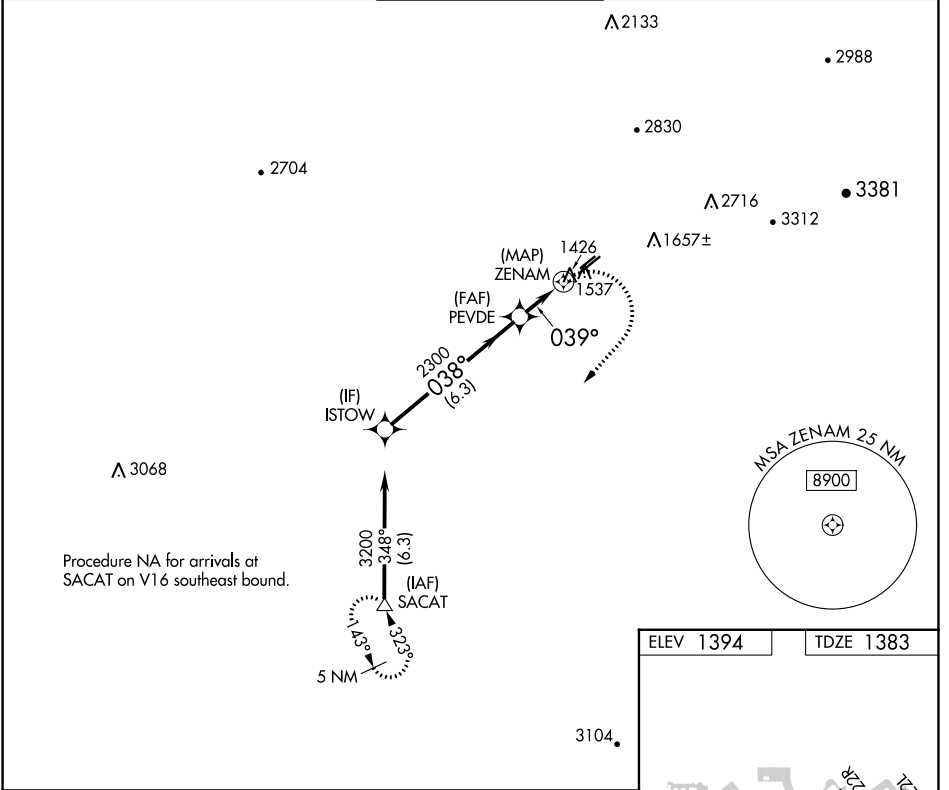 2133
2988
2830
2704
3381
2716
3312
1657±
1426
(MAP)
ZENAM
1537
(FAF)
PEVDE
039°
2300
038°
(6.3)
(IF)
ISTOW
3068
MSA ZENAM 25 NM
8900
3200
348°
(6.3)
Procedure NA for arrivals at
SACAT on V16 southeast bound.
(IAF)
SACAT
143°
323°
5 NM
ELEV 1394
TDZE 1383
3104
22R
22L